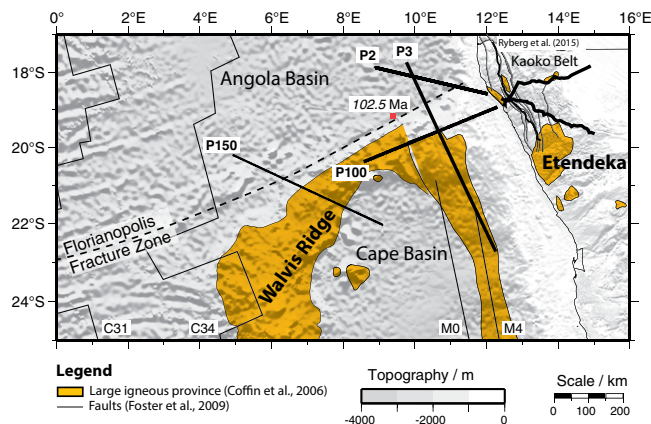 0° 2°E 4°E 6°E 8°E 10°E 12°E 14°E 16°E
Ryberg et al. (2015)
P2 P3
Kaoko Belt
18°S
Angola Basin
102.5 Ma
20°S
P150
Etendeka
P100
22°S
Florianopolis
Fracture Zone
Walvis Ridge
Cape Basin
24°S
C31 C34 M0 M4
Legend
Large igneous province (Coffin et al., 2006)
Faults (Foster et al., 2009)
Topography / m
-4000 -2000 0
Scale / km
0 100 200